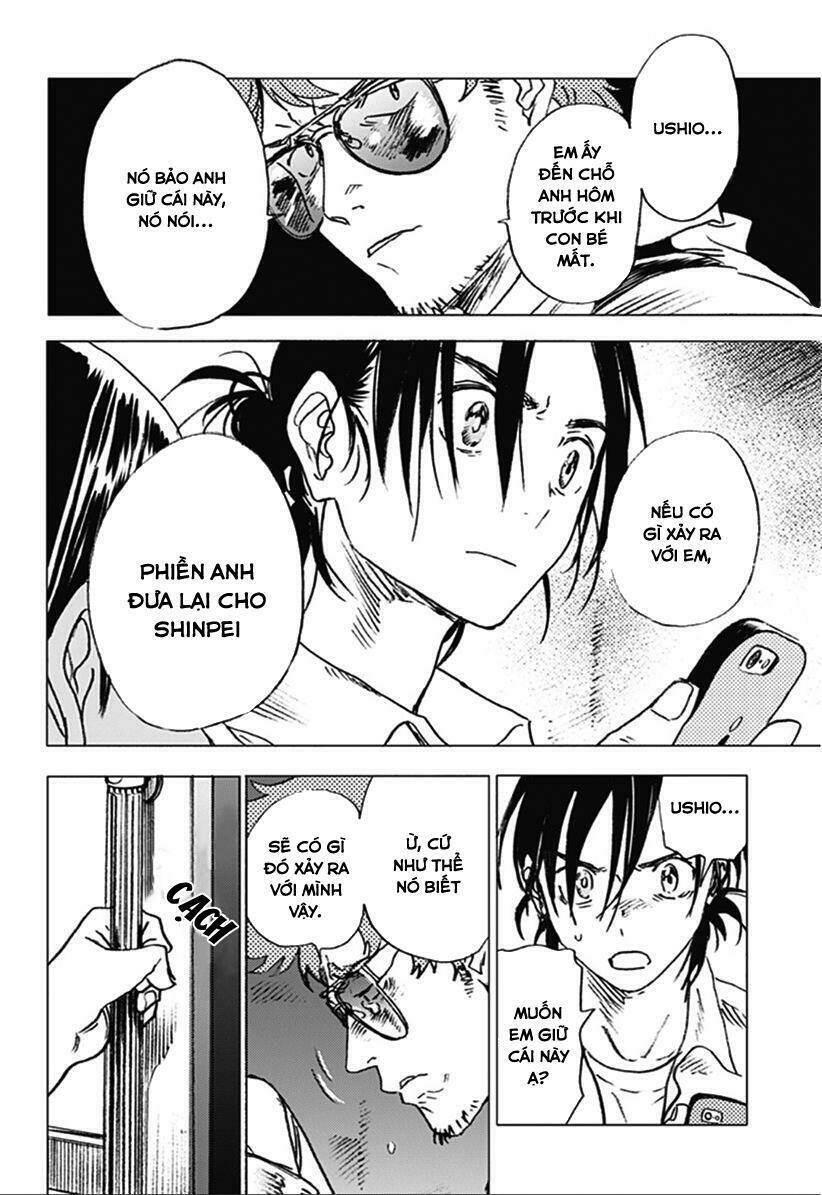 USHIO...
EM ẤY
ĐẾN CHỖ
ANH HÔM
TRƯỚC KHI
CON BÉ
MẤT.
NÓ BẢO ANH
GIỮ CÁI NÀY,
NÓ NÓI...
NẾU CÓ
GÌ XẢY RA
VỚI EM,
PHIỀN ANH
ĐƯA LẠI CHO
SHINPEI
USHIO...
MUỐN
EM GIỮ
CÁI NÀY
Ạ?
Ừ, CỨ
NHƯ THỂ
NÓ BIẾT
SẼ CÓ GÌ
ĐÓ XẢY RA
VỚI MÌNH
VẬY.
CẠCH